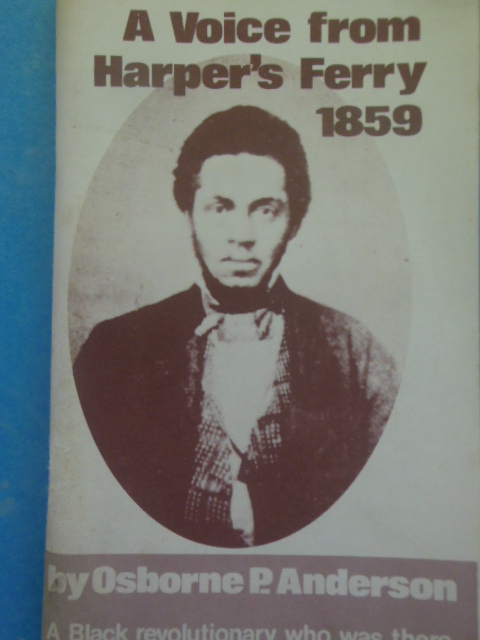 A Voice from
Harper's Ferry
1859
by Osborne P. Anderson
A Black revolutionary who was there